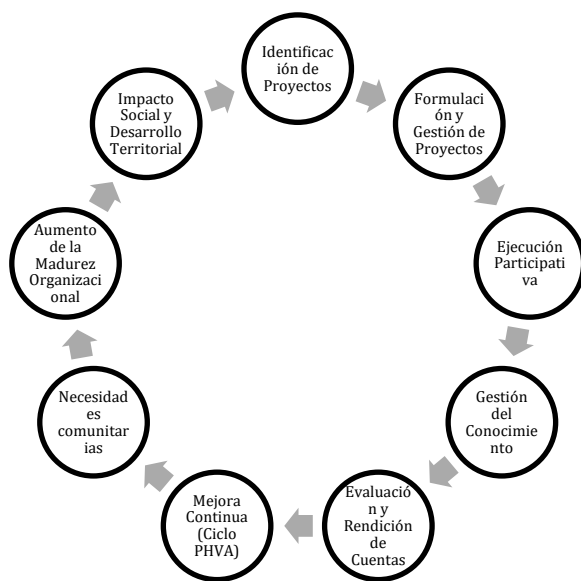 Identificac
ión de
Proyectos
Formulaci
ón y
Gestión de
Proyectos
Ejecución
Participati
va
Gestión
del
Conocimie
nto
Evaluació
n y
Rendición
de
Cuentas
Mejora
Continua
(Ciclo
PHVA)
Necesidad
es
comunitar
ias
Aumento
de la
Madurez
Organizaci
onal
Impacto
Social y
Desarrollo
Territorial